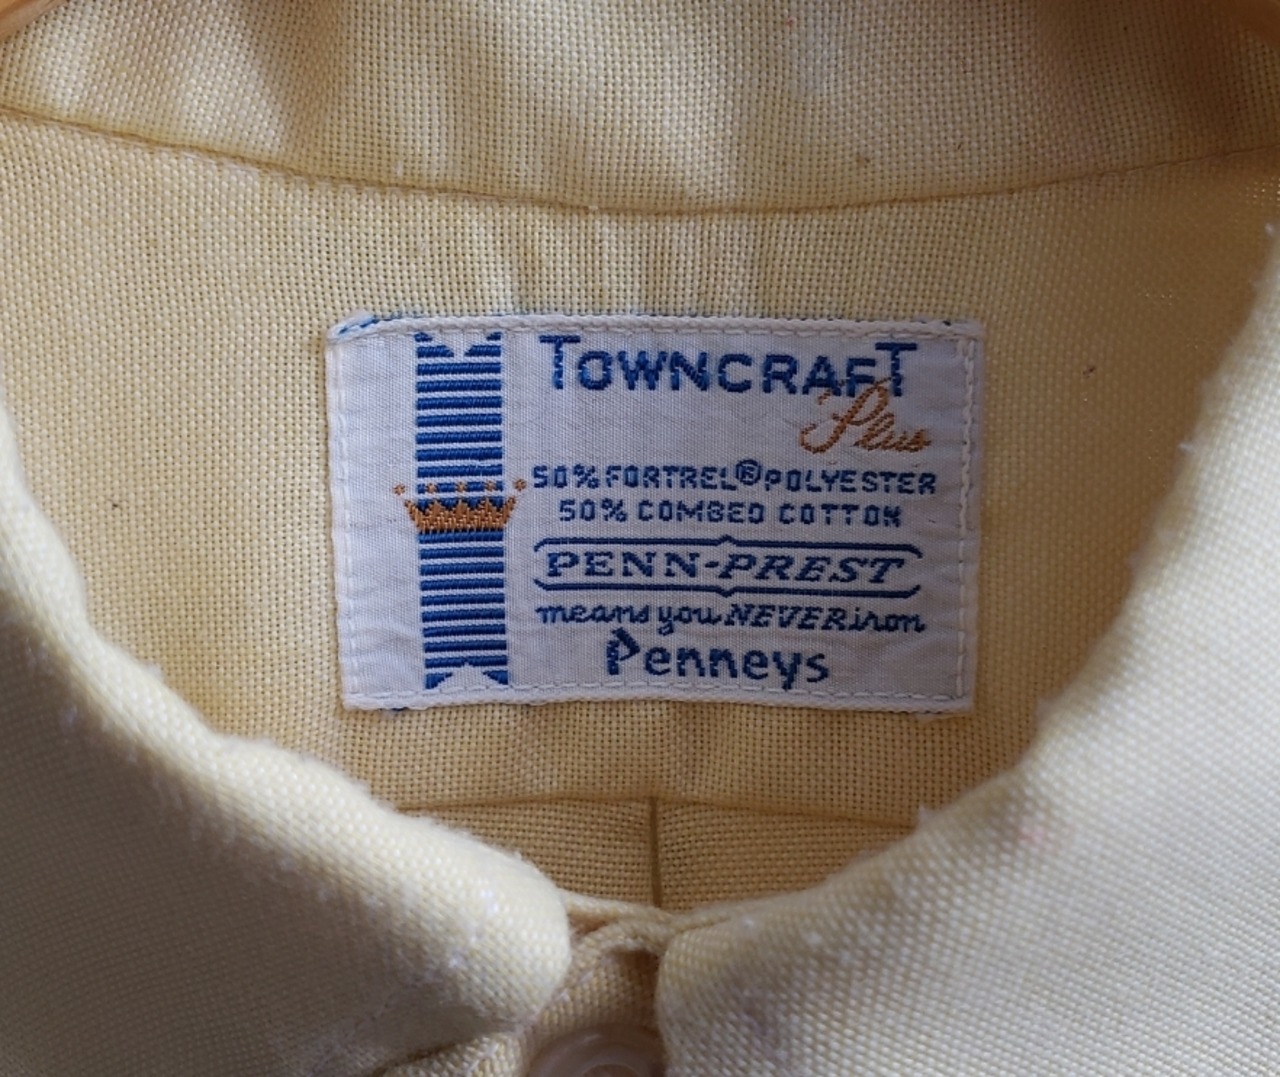 TOWNCRAFT
Plus
50% FORTREL® POLYESTER
50% COMBED COTTON
PENN-PREST
means you NEVER iron
Penneys